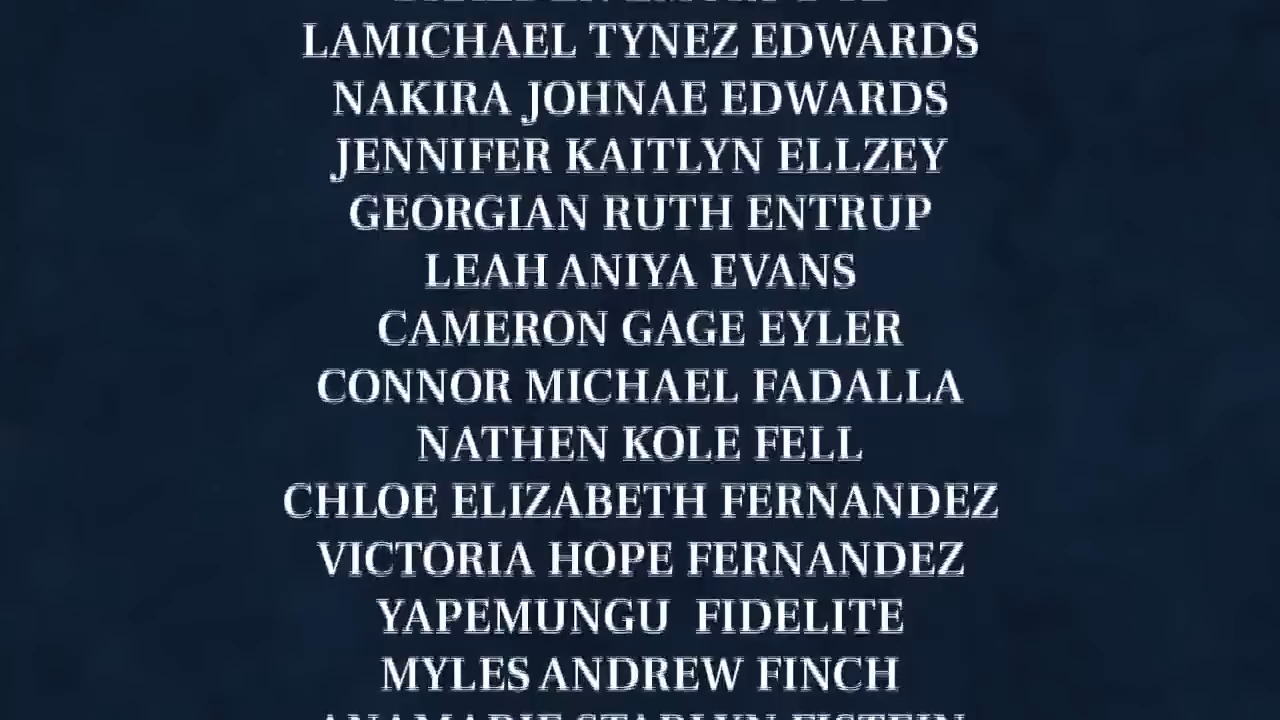 LAMICHAEL TYNEZ EDWARDS
NAKIRA JOHNAE EDWARDS
JENNIFER KAITLYN ELLZEY
GEORGIAN RUTH ENTRUP
LEAH ANIYA EVANS
CAMERON GAGE EYLER
CONNOR MICHAEL FADALLA
NATHEN KOLE FELL
CHLOE ELIZABETH FERNANDEZ
VICTORIA HOPE FERNANDEZ
YAPEMUNGU  FIDELITE
MYLES ANDREW FINCH